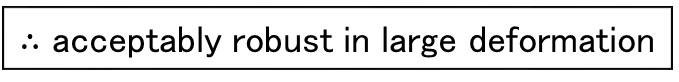 ∴ acceptably robust in large deformation